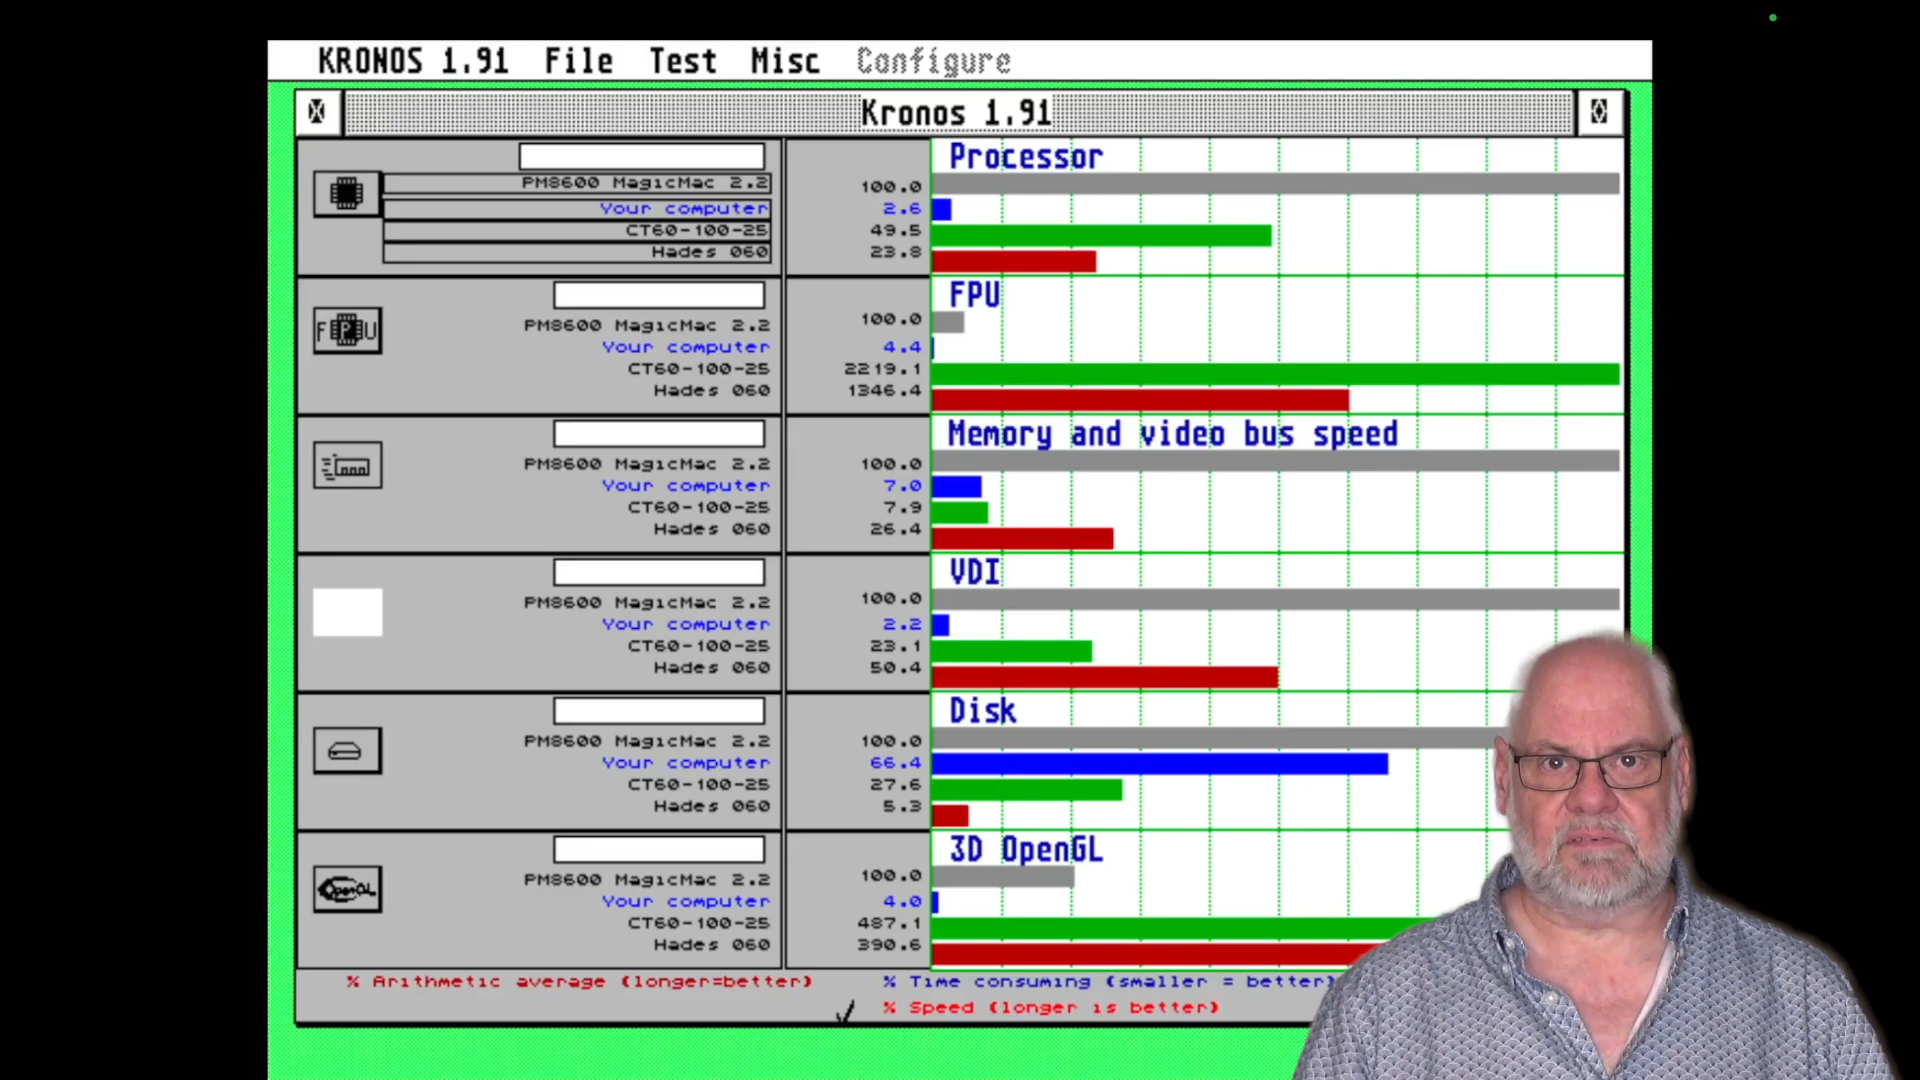 KRONOS 1.91 File Test Misc Configure
Kronos 1.91
Processor
PM8600 MagicMac 2.2 100.0
Your computer 2.6
CT60-100-25 49.5
Hades 060 23.8
FPU
FPU
PM8600 MagicMac 2.2 100.0
Your computer 4.4
CT60-100-25 2219.1
Hades 060 1346.4
Memory and video bus speed
PM8600 MagicMac 2.2 100.0
Your computer 7.0
CT60-100-25 7.9
Hades 060 26.4
VDI
PM8600 MagicMac 2.2 100.0
Your computer 2.2
CT60-100-25 23.1
Hades 060 50.4
Disk
PM8600 MagicMac 2.2 100.0
Your computer 66.4
CT60-100-25 27.6
Hades 060 5.3
3D OpenGL
OpenGL
PM8600 MagicMac 2.2 100.0
Your computer 4.0
CT60-100-25 487.1
Hades 060 390.6
% Arithmetic average (longer=better) % Time consuming (smaller = better)
% Speed (longer is better)